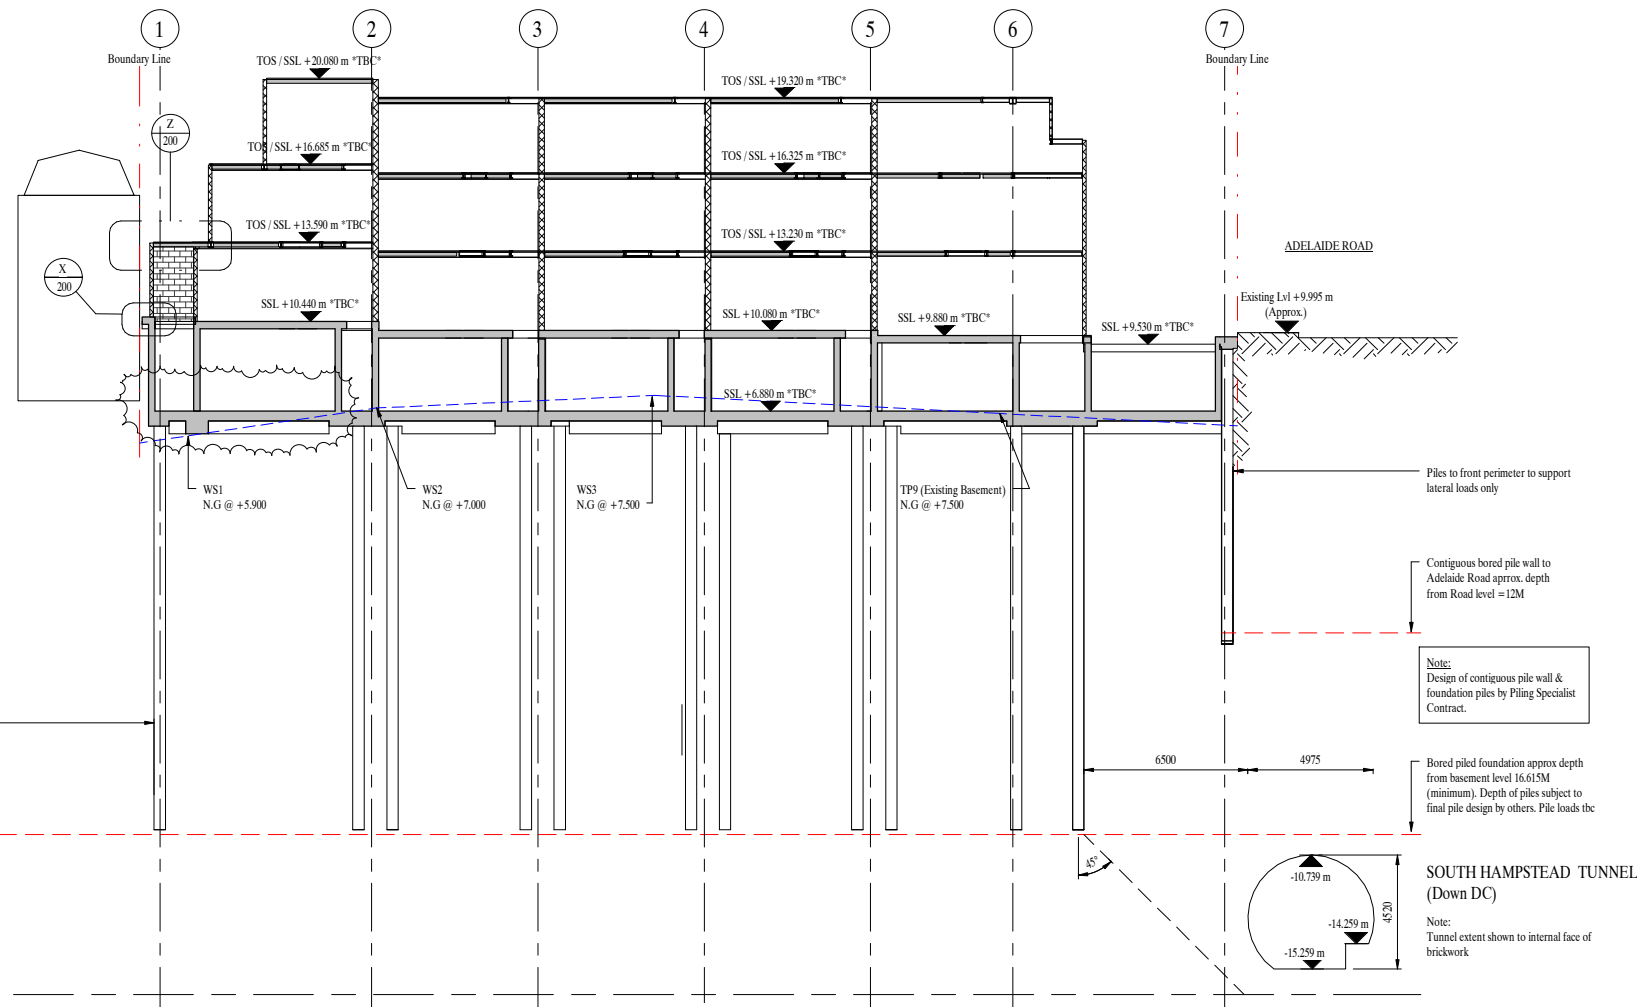 1
2
3
4
5
6
7
Boundary Line
Boundary Line
TOS / SSL +20.080 m *TBC*
TOS / SSL +19.320 m *TBC*
Z
200
TOS / SSL +16.685 m *TBC*
TOS / SSL +16.325 m *TBC*
TOS / SSL +13.590 m *TBC*
TOS / SSL +13.230 m *TBC*
ADELAIDE ROAD
X
200
SSL +10.440 m *TBC*
SSL +10.080 m *TBC*
SSL +9.880 m *TBC*
SSL +9.530 m *TBC*
Existing Lvl +9.995 m
(Approx.)
SSL +6.880 m *TBC*
WS1
N.G @ +5.900
WS2
N.G @ +7.000
WS3
N.G @ +7.500
TP9 (Existing Basement)
N.G @ +7.500
Piles to front perimeter to support
lateral loads only
Contiguous bored pile wall to
Adelaide Road aprrox. depth
from Road level =12M
Note:
Design of contiguous pile wall &
foundation piles by Piling Specialist
Contract.
6500
4975
Bored piled foundation approx depth
from basement level 16.615M
(minimum). Depth of piles subject to
final pile design by others. Pile loads tbc
45°
-10.739 m
-14.259 m
-15.259 m
4520
SOUTH HAMPSTEAD TUNNEL
(Down DC)
Note:
Tunnel extent shown to internal face of
brickwork